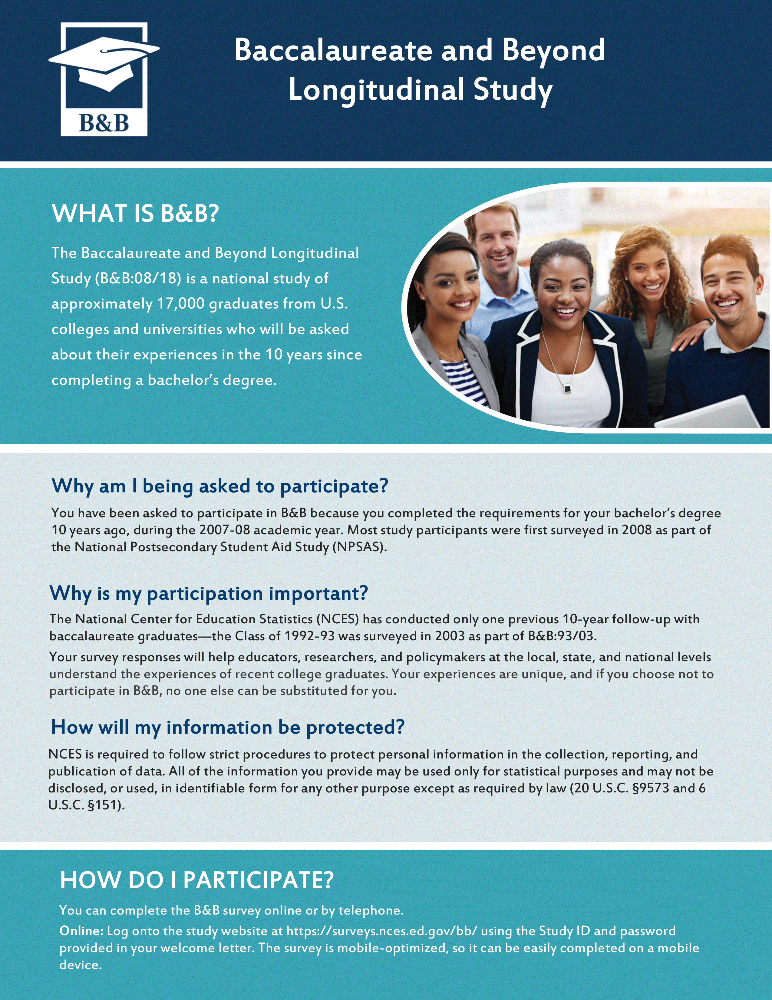 B&B
Baccalaureate and Beyond
Longitudinal Study
WHAT IS B&B?
The Baccalaureate and Beyond Longitudinal
Study (B&B:08/18) is a national study of
approximately 17,000 graduates from U.S.
colleges and universities who will be asked
about their experiences in the 10 years since
completing a bachelor’s degree.
Why am I being asked to participate?
You have been asked to participate in B&B because you completed the requirements for your bachelor’s degree
10 years ago, during the 2007-08 academic year. Most study participants were first surveyed in 2008 as part of
the National Postsecondary Student Aid Study (NPSAS).
Why is my participation important?
The National Center for Education Statistics (NCES) has conducted only one previous 10-year follow-up with
baccalaureate graduates—the Class of 1992-93 was surveyed in 2003 as part of B&B:93/03.
Your survey responses will help educators, researchers, and policymakers at the local, state, and national levels
understand the experiences of recent college graduates. Your experiences are unique, and if you choose not to
participate in B&B, no one else can be substituted for you.
How will my information be protected?
NCES is required to follow strict procedures to protect personal information in the collection, reporting, and
publication of data. All of the information you provide may be used only for statistical purposes and may not be
disclosed, or used, in identifiable form for any other purpose except as required by law (20 U.S.C. §9573 and 6
U.S.C. §151).
HOW DO I PARTICIPATE?
You can complete the B&B survey online or by telephone.
Online: Log onto the study website at https://surveys.nces.ed.gov/bb/ using the Study ID and password
provided in your welcome letter. The survey is mobile-optimized, so it can be easily completed on a mobile
device.